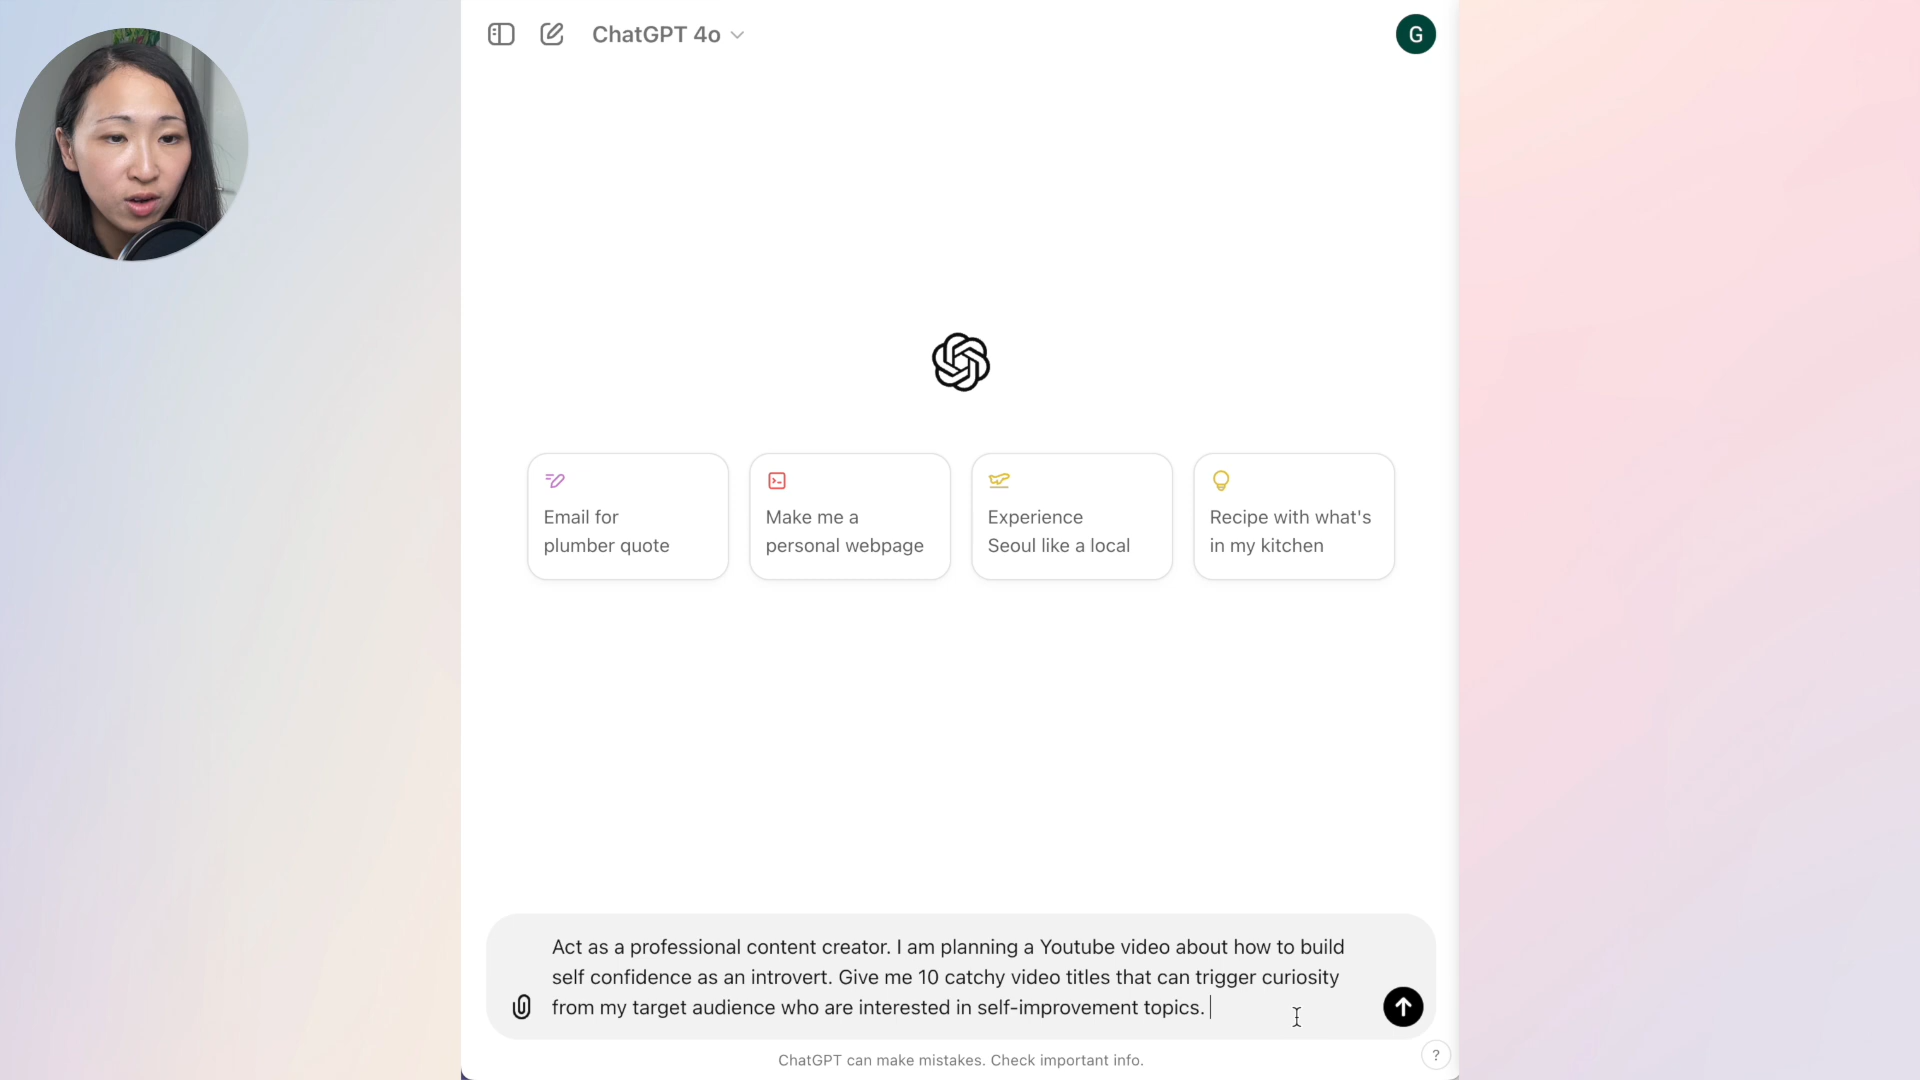 ChatGPT 4o
G
Email for
plumber quote
Make me a
personal webpage
Experience
Seoul like a local
Recipe with what's
in my kitchen
Act as a professional content creator. I am planning a Youtube video about how to build
self confidence as an introvert. Give me 10 catchy video titles that can trigger curiosity
from my target audience who are interested in self-improvement topics.
ChatGPT can make mistakes. Check important info.
?